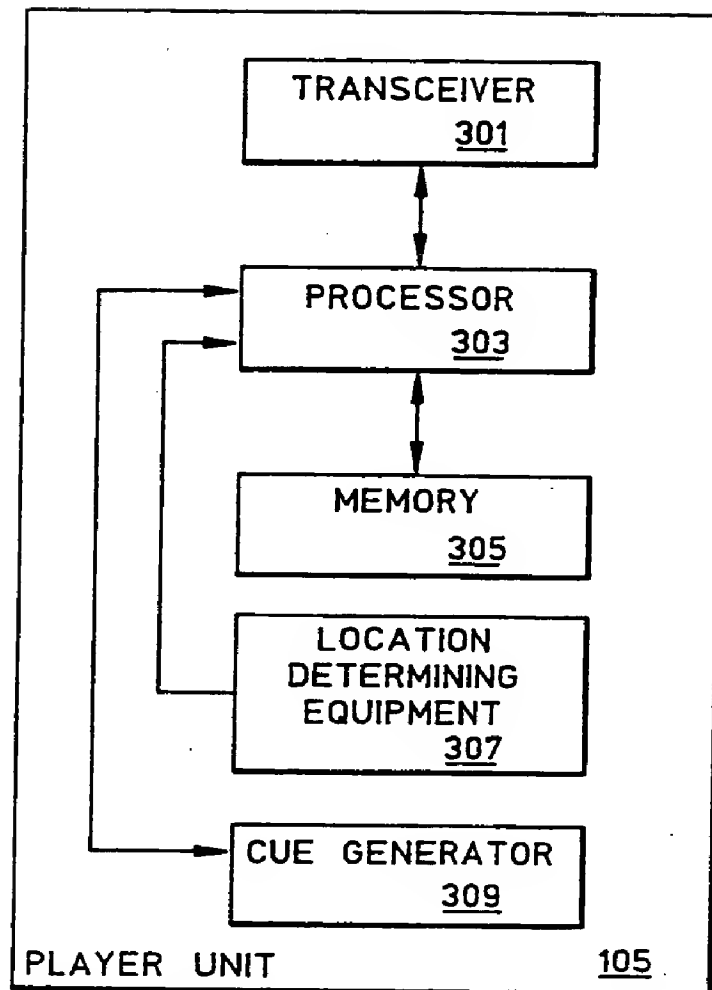 TRANSCEIVER
301
PROCESSOR
303
MEMORY
305
LOCATION
DETERMINING
EQUIPMENT
307
CUE GENERATOR
309
PLAYER UNIT 105